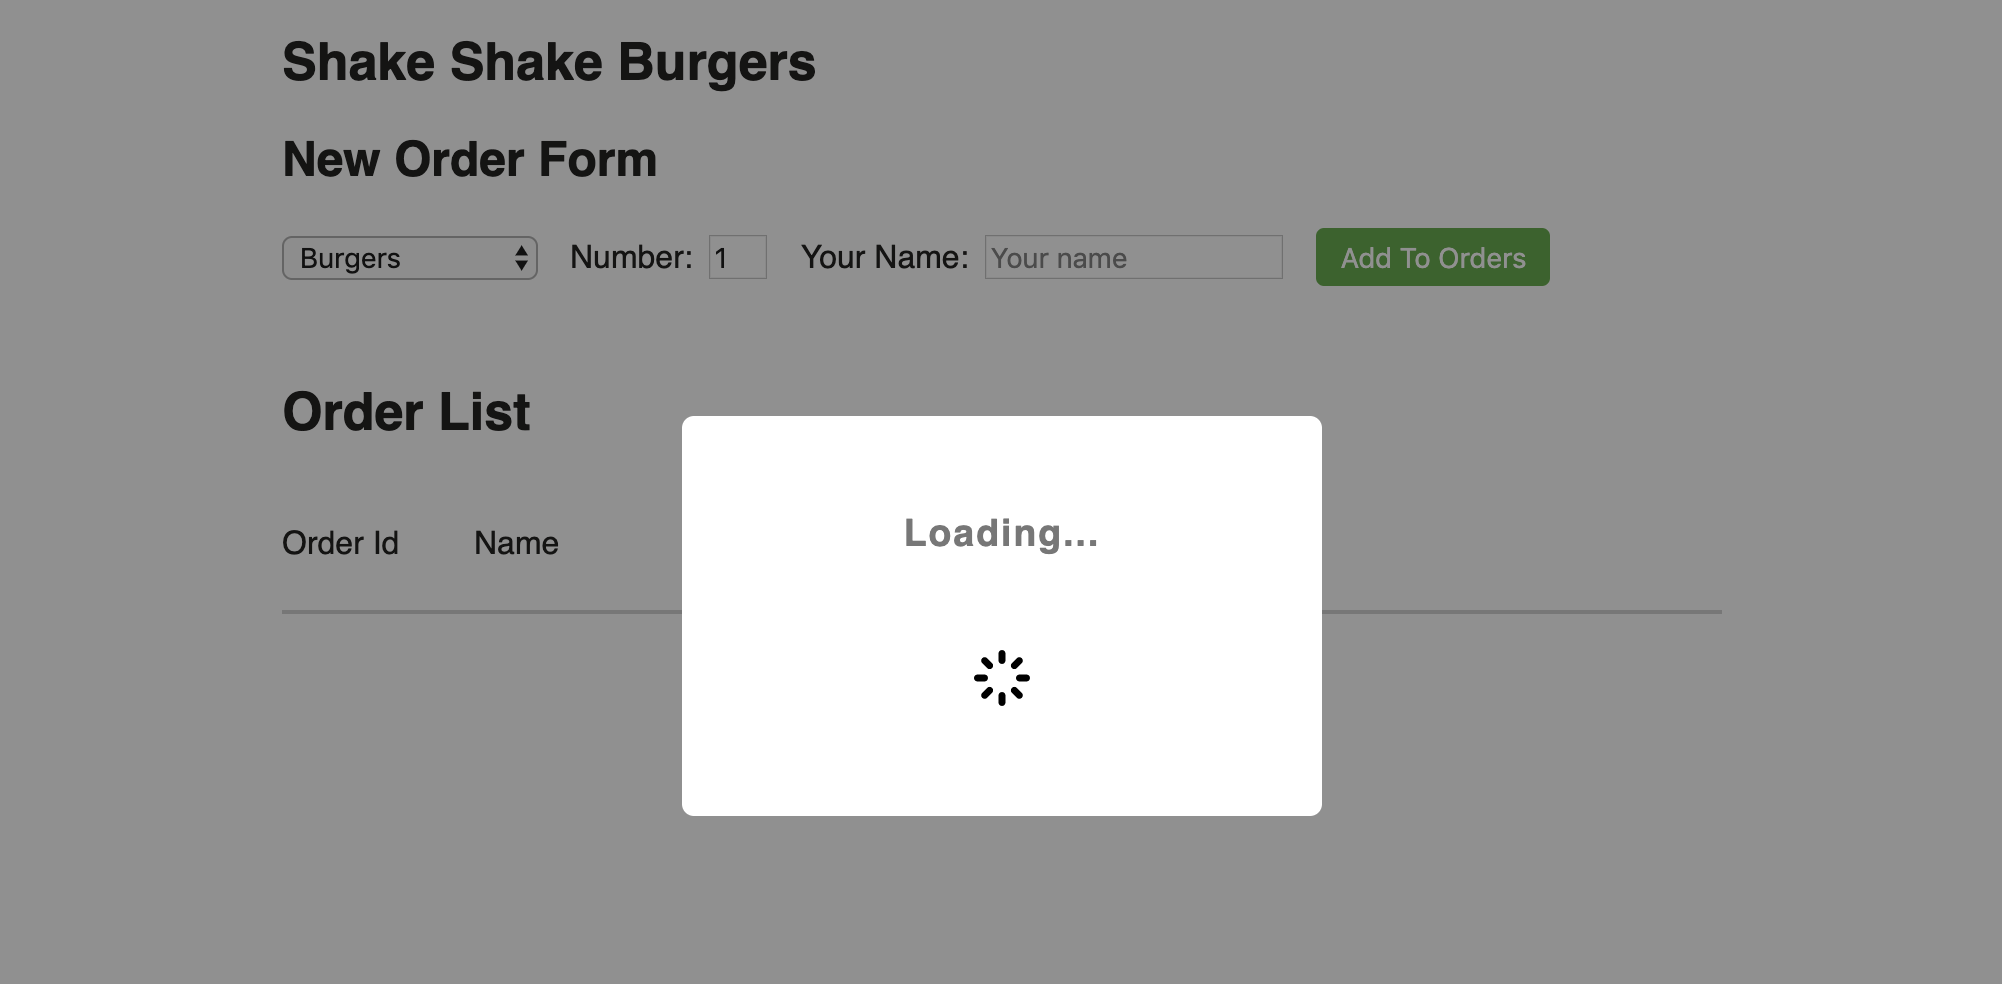 Shake Shake Burgers
New Order Form
Burgers Number: 1 Your Name: Your name Add To Orders
Order List
Loading...
Order Id Name